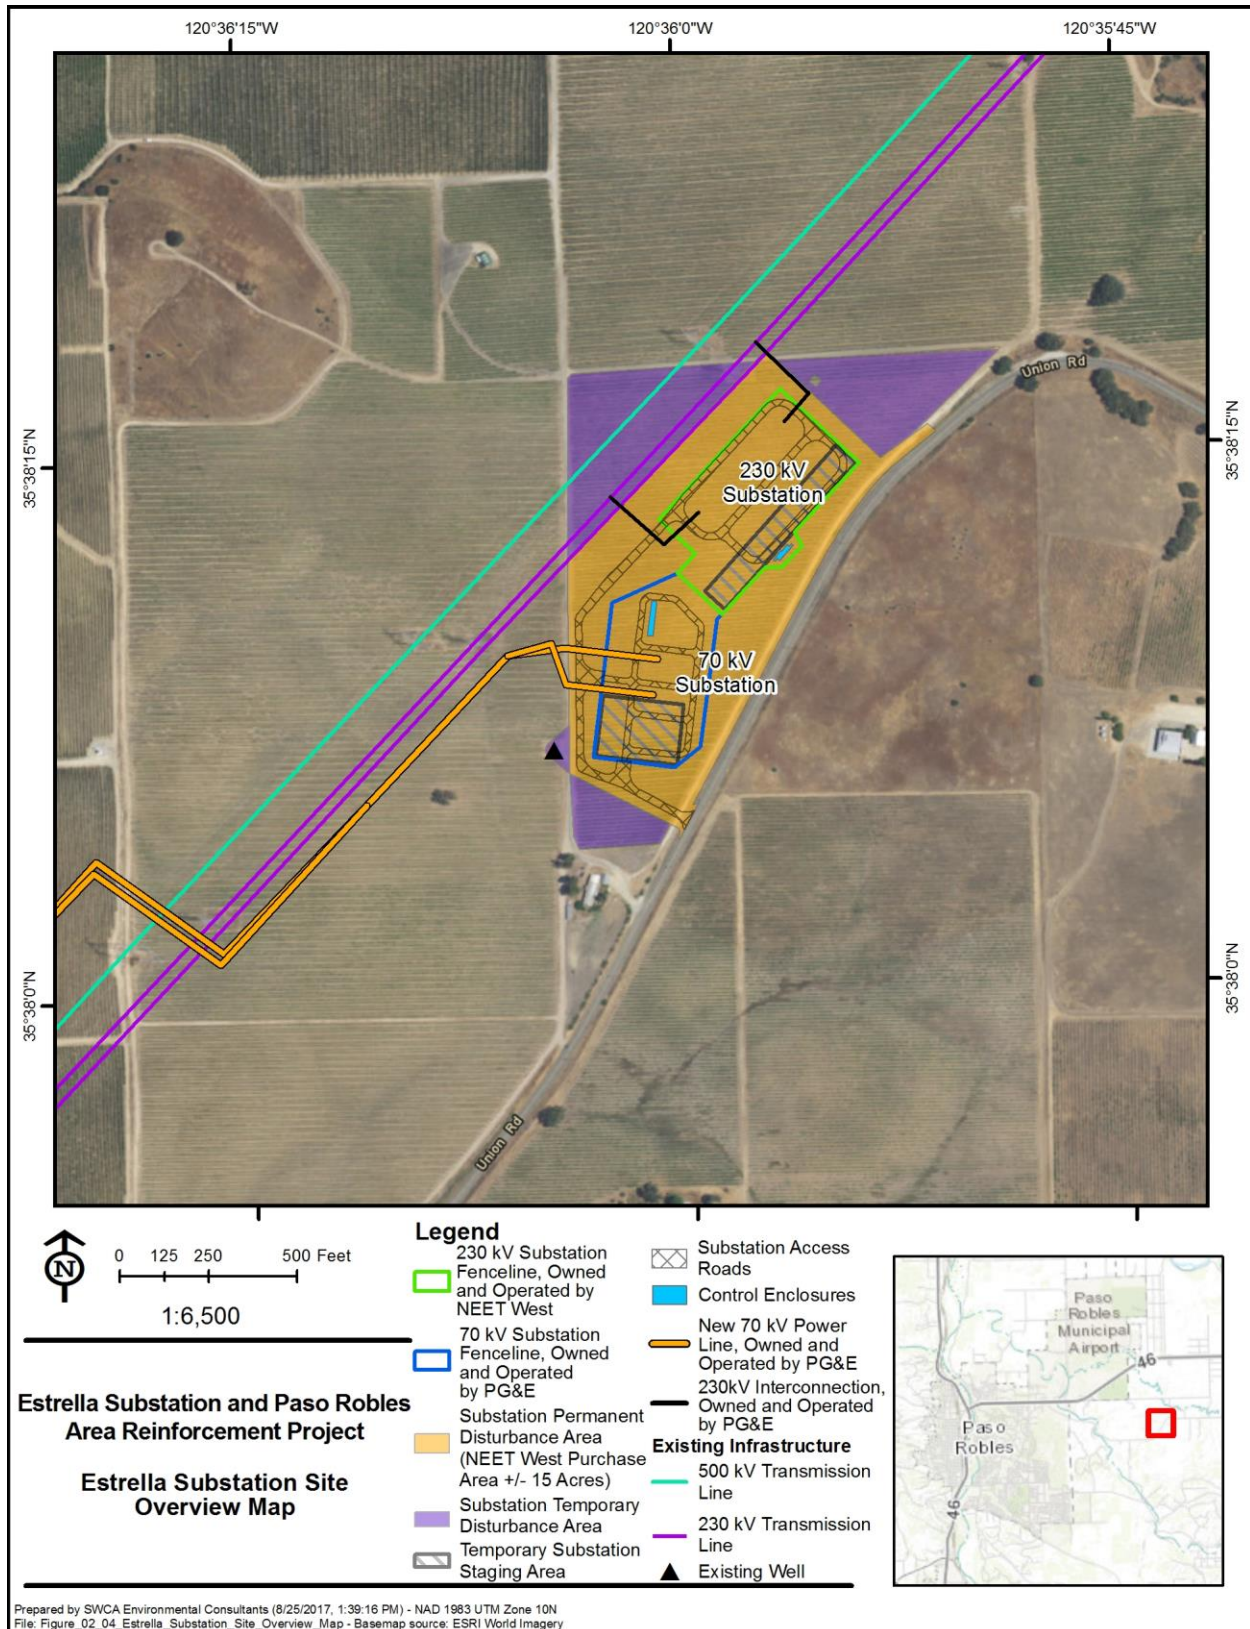 120°36'15"W
120°36'0"W
120°35'45"W
35°38'15"N
35°38'15"N
Union Rd
230 kV
Substation
70 kV
Substation
35°38'0"N
35°38'0"N
Union Rd
N
0 125 250 500 Feet
1:6,500
Estrella Substation and Paso Robles
Area Reinforcement Project
Estrella Substation Site
Overview Map
Legend
230 kV Substation
Fenceline, Owned
and Operated by
NEET West
70 kV Substation
Fenceline, Owned
and Operated
by PG&E
Substation Permanent
Disturbance Area
(NEET West Purchase
Area +/- 15 Acres)
Substation Temporary
Disturbance Area
Temporary Substation
Staging Area
Substation Access
Roads
Control Enclosures
New 70 kV Power
Line, Owned and
Operated by PG&E
230kV Interconnection,
Owned and Operated
by PG&E
Existing Infrastructure
500 kV Transmission
Line
230 kV Transmission
Line
Existing Well
Paso
Robles
Municipal
Airport
46
Paso
Robles
46
Prepared by SWCA Environmental Consultants (8/25/2017, 1:39:16 PM) - NAD 1983 UTM Zone 10N
File: Figure_02_04_Estrella_Substation_Site_Overview_Map - Basemap source: ESRI World Imagery